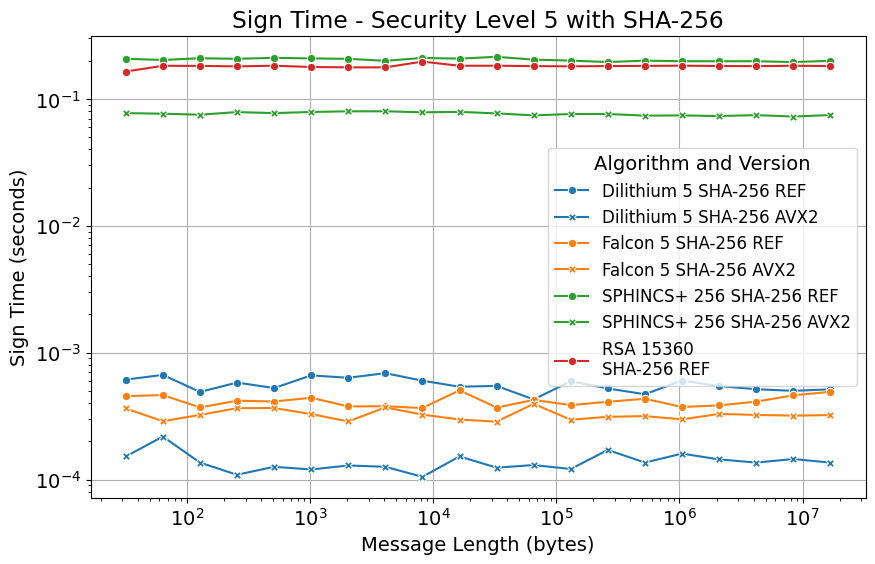 Sign Time - Security Level 5 with SHA-256
Sign Time (seconds)
10⁻¹
10⁻²
10⁻³
10⁻⁴
Algorithm and Version
Dilithium 5 SHA-256 REF
Dilithium 5 SHA-256 AVX2
Falcon 5 SHA-256 REF
Falcon 5 SHA-256 AVX2
SPHINCS+ 256 SHA-256 REF
SPHINCS+ 256 SHA-256 AVX2
RSA 15360
SHA-256 REF
10² 10³ 10⁴ 10⁵ 10⁶ 10⁷
Message Length (bytes)